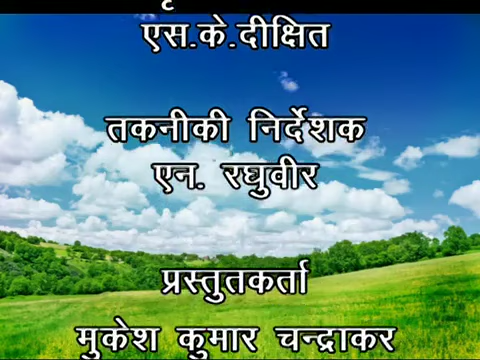 एस.के.दीक्षित
तकनीकी निर्देशक
एन. रघुवीर
प्रस्तुतकर्ता
मुकेश कुमार चन्द्राकर